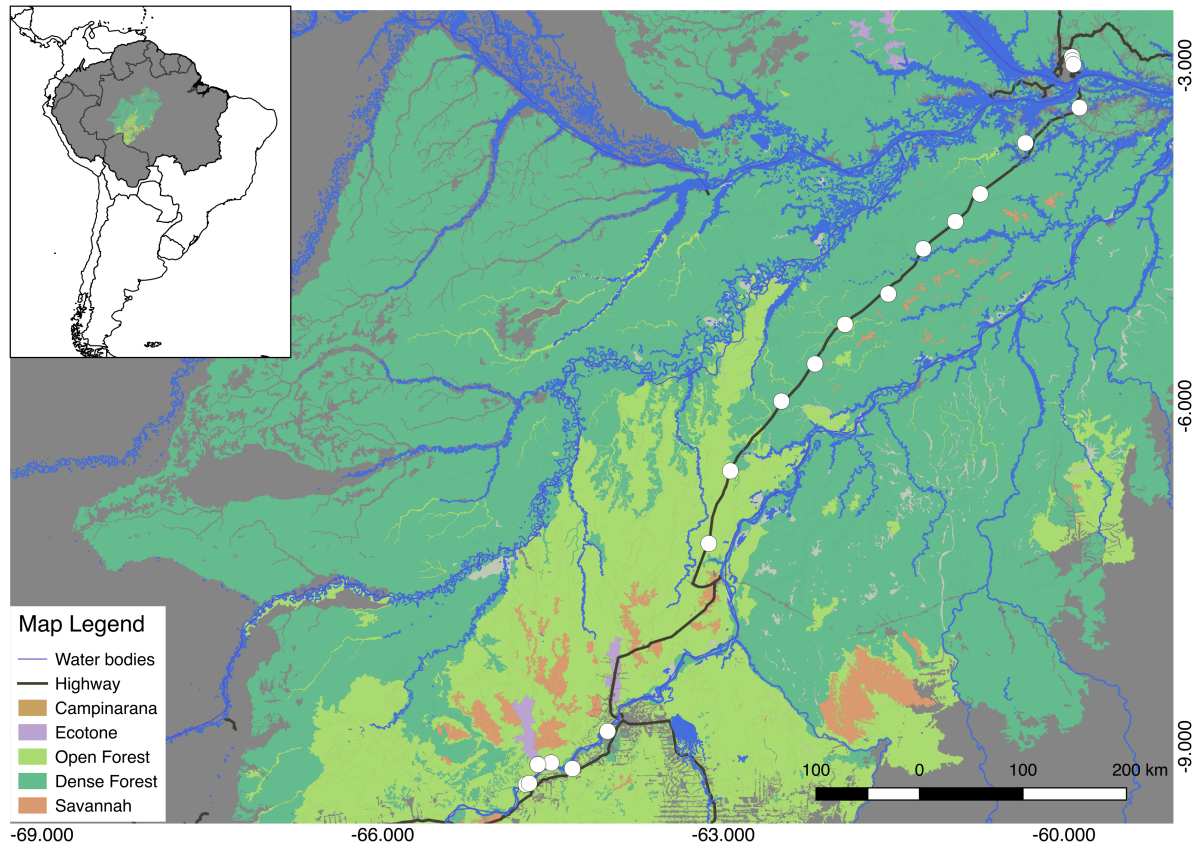 -3.000
-6.000
-9.000
Map Legend
Water bodies
Highway
Campinarana
Ecotone
Open Forest
Dense Forest
Savannah
100 0 100 200 km
-69.000 -66.000 -63.000 -60.000